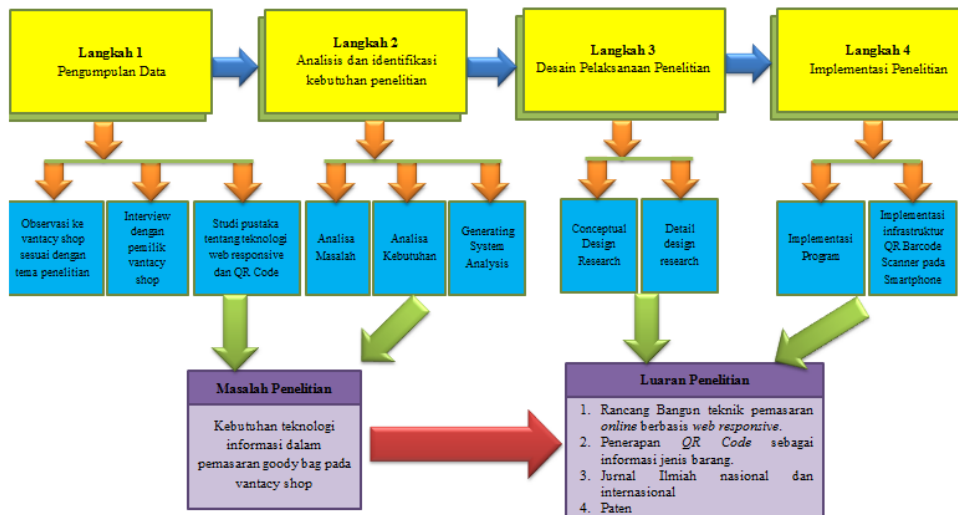 Langkah 1
Pengumpulan Data
Langkah 2
Analisis dan identifikasi
kebutuhan penelitian
Langkah 3
Desain Pelaksanaan Penelitian
Langkah 4
Implementasi Penelitian
Observasi ke
vantacy shop
sesuai dengan
tema penelitian
Interview
dengan
pemilik
vantacy
shop
Studi pustaka
tentang teknologi
web responsive
dan QR Code
Analisa
Masalah
Analisa
Kebutuhan
Generating
System
Analysis
Conceptual
Design
Research
Detail
design
research
Implementasi
Program
Implementasi
infrastruktur
QR Barcode
Scanner pada
Smartphone
Masalah Penelitian
Kebutuhan teknologi
informasi dalam
pemasaran goody bag pada
vantacy shop
Luaran Penelitian
1. Rancang Bangun teknik pemasaran
online berbasis web responsive.
2. Penerapan QR Code sebagai
informasi jenis barang.
3. Jurnal Ilmiah nasional dan
internasional
4. Paten